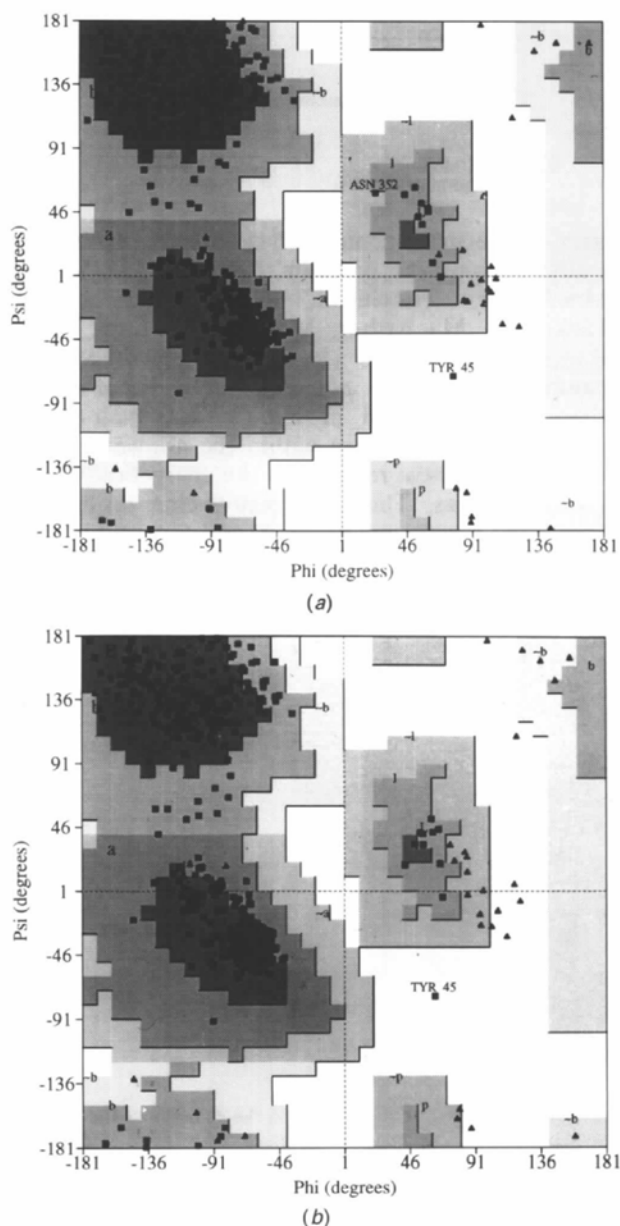 181
136
91
46
1
-46
-91
-136
-181
Psi (degrees)
b
~b
~b
b
~l
l
ASN 352
a
~a
TYR 45
~b
b
~p
p
~b
-181 -136 -91 -46 1 46 91 136 181
Phi (degrees)
(a)
181
136
91
46
1
-46
-91
-136
-181
Psi (degrees)
b
~b
~b
b
~l
l
a
~a
TYR 45
~b
b
~p
p
~b
-181 -136 -91 -46 1 46 91 136 181
Phi (degrees)
(b)